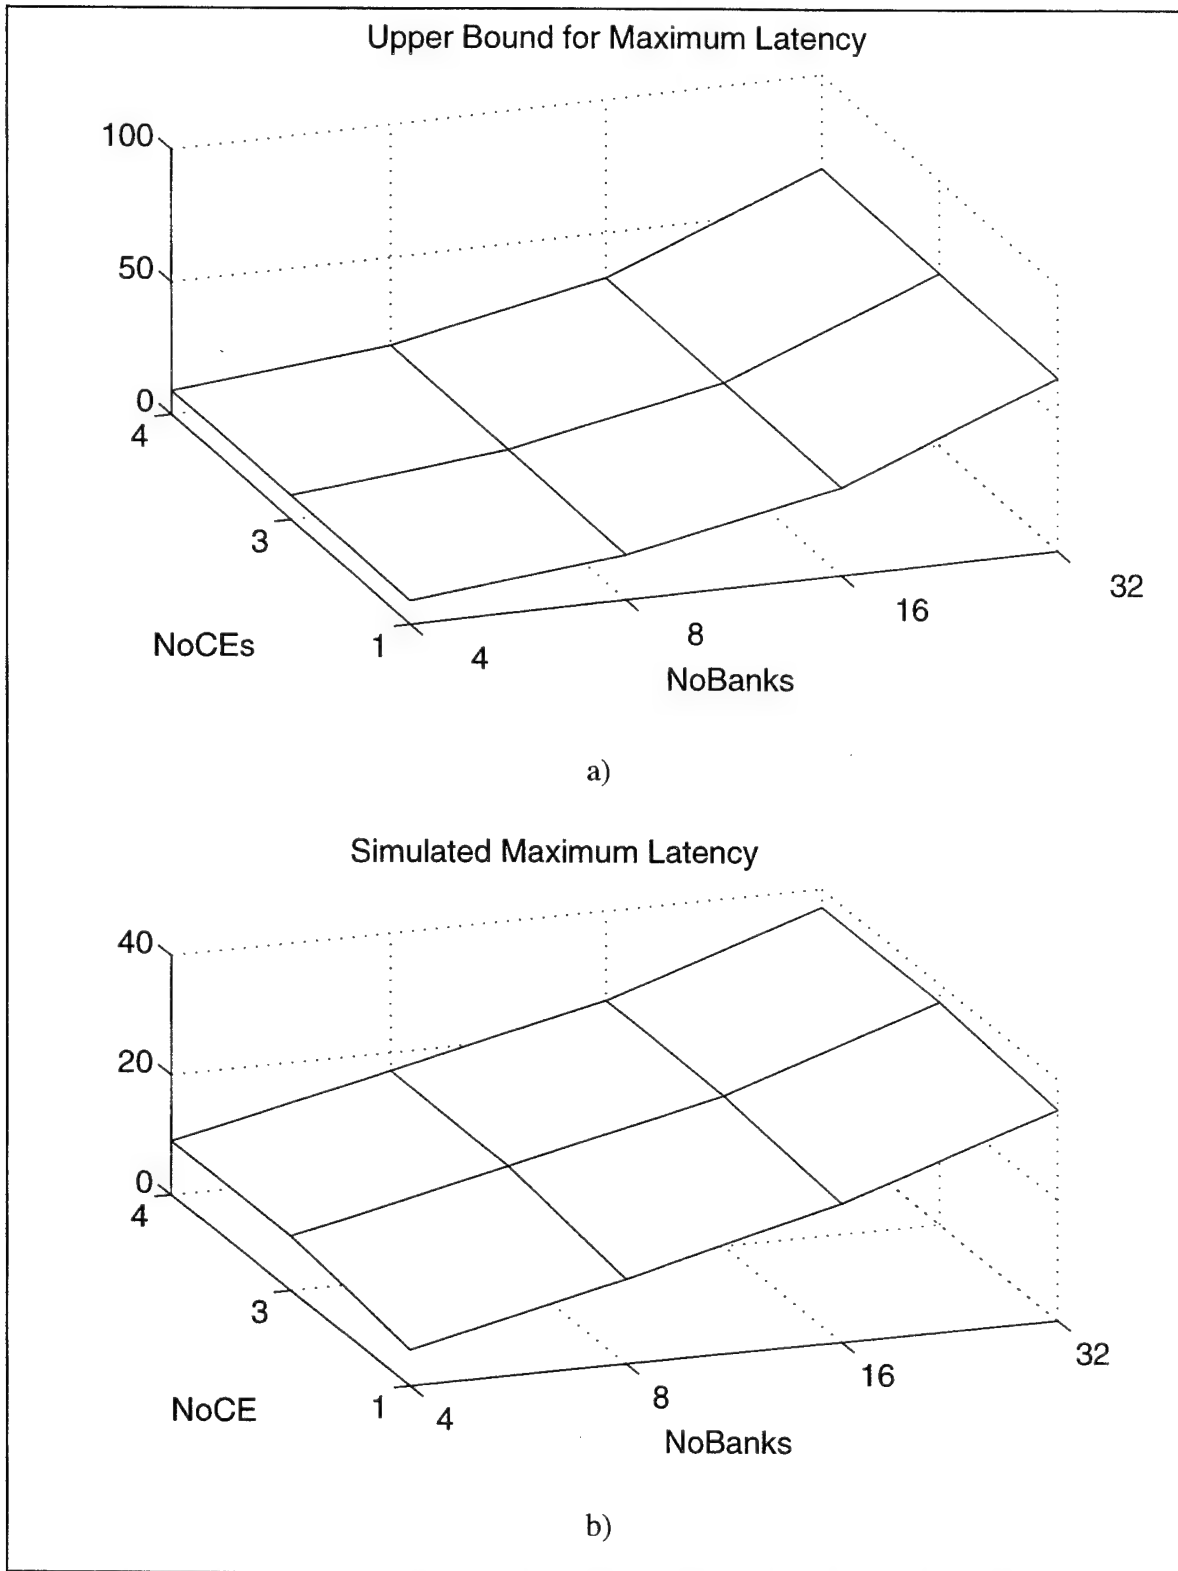 Upper Bound for Maximum Latency
100
50
0
4
3
1
NoCEs
4
8
16
32
NoBanks
a)
Simulated Maximum Latency
40
20
0
4
3
1
NoCE
4
8
16
32
NoBanks
b)